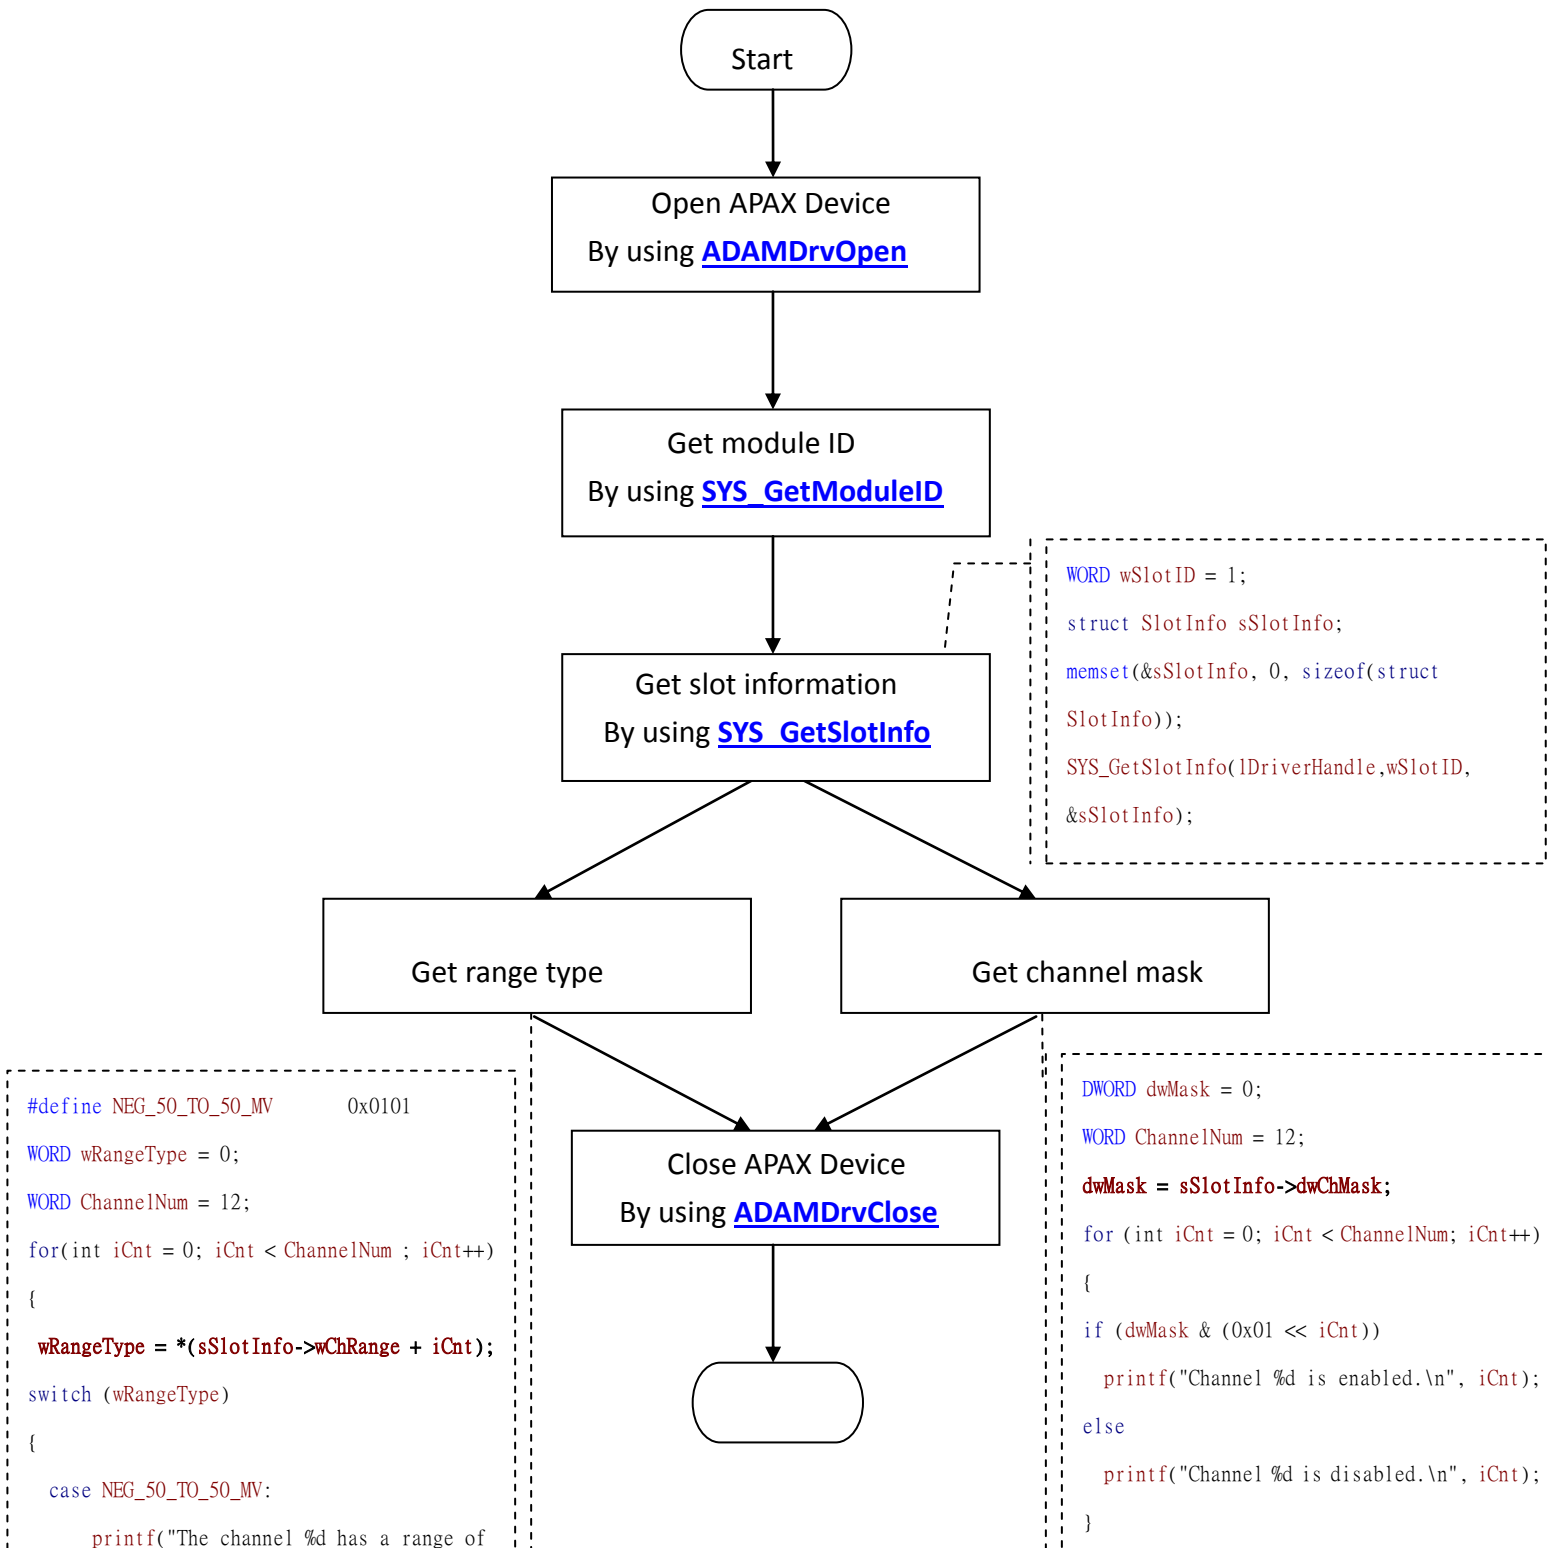 Start
Open APAX Device
By using ADAMDrvOpen
Get module ID
By using SYS_GetModuleID
Get slot information
By using SYS_GetSlotInfo
WORD wSlotID = 1;
struct SlotInfo sSlotInfo;
memset(&sSlotInfo, 0, sizeof(struct
SlotInfo));
SYS_GetSlotInfo(lDriverHandle,wSlotID,
&sSlotInfo);
Get range type
Get channel mask
#define NEG_50_TO_50_MV 0x0101
WORD wRangeType = 0;
WORD ChannelNum = 12;
for(int iCnt = 0; iCnt < ChannelNum ; iCnt++)
{
wRangeType = *(sSlotInfo->wChRange + iCnt);
switch (wRangeType)
{
case NEG_50_TO_50_MV:
printf("The channel %d has a range of
Close APAX Device
By using ADAMDrvClose
DWORD dwMask = 0;
WORD ChannelNum = 12;
dwMask = sSlotInfo->dwChMask;
for (int iCnt = 0; iCnt < ChannelNum; iCnt++)
{
if (dwMask & (0x01 << iCnt))
printf("Channel %d is enabled.\n", iCnt);
else
printf("Channel %d is disabled.\n", iCnt);
}